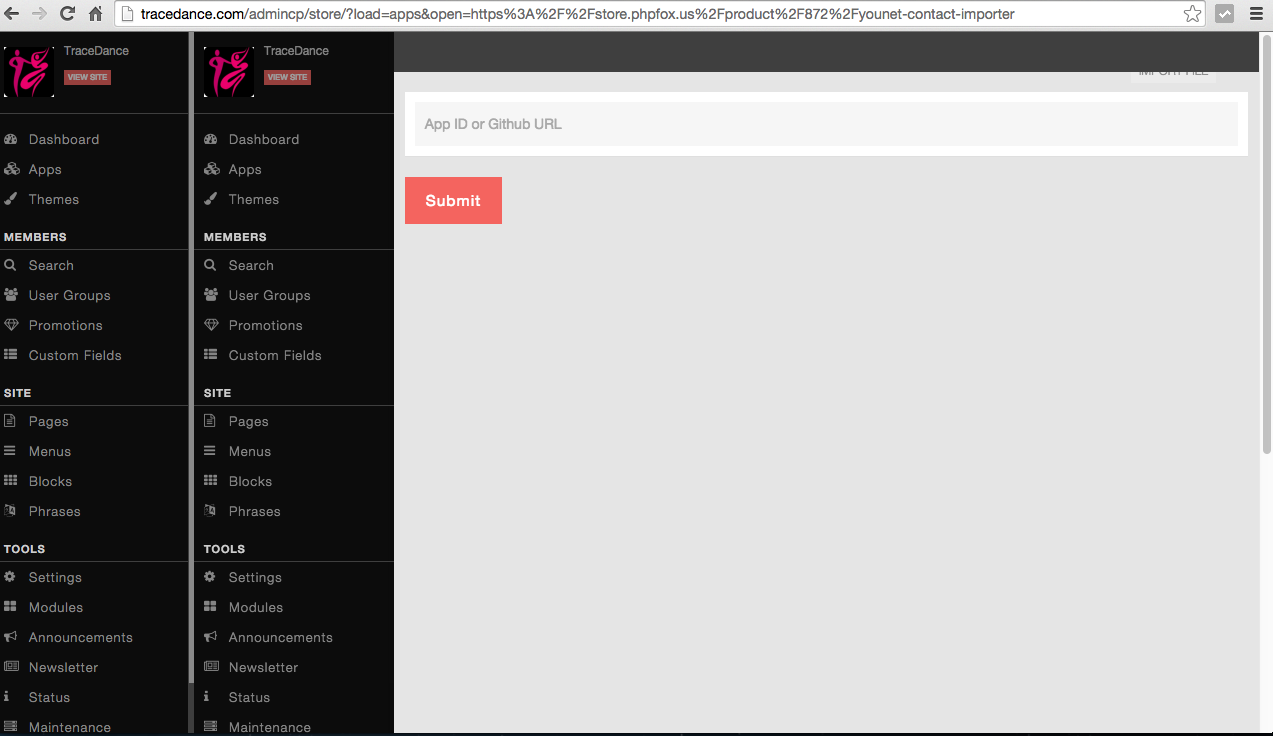 tracedance.com/admincp/store/?load=apps&open=https%3A%2F%2Fstore.phpfox.us%2Fproduct%2F872%2Fyounet-contact-importer
TraceDance
VIEW SITE
Dashboard
Apps
Themes
MEMBERS
Search
User Groups
Promotions
Custom Fields
SITE
Pages
Menus
Blocks
Phrases
TOOLS
Settings
Modules
Announcements
Newsletter
Status
Maintenance
TraceDance
VIEW SITE
Dashboard
Apps
Themes
MEMBERS
Search
User Groups
Promotions
Custom Fields
SITE
Pages
Menus
Blocks
Phrases
TOOLS
Settings
Modules
Announcements
Newsletter
Status
Maintenance
IMPORT FILE
App ID or Github URL
Submit